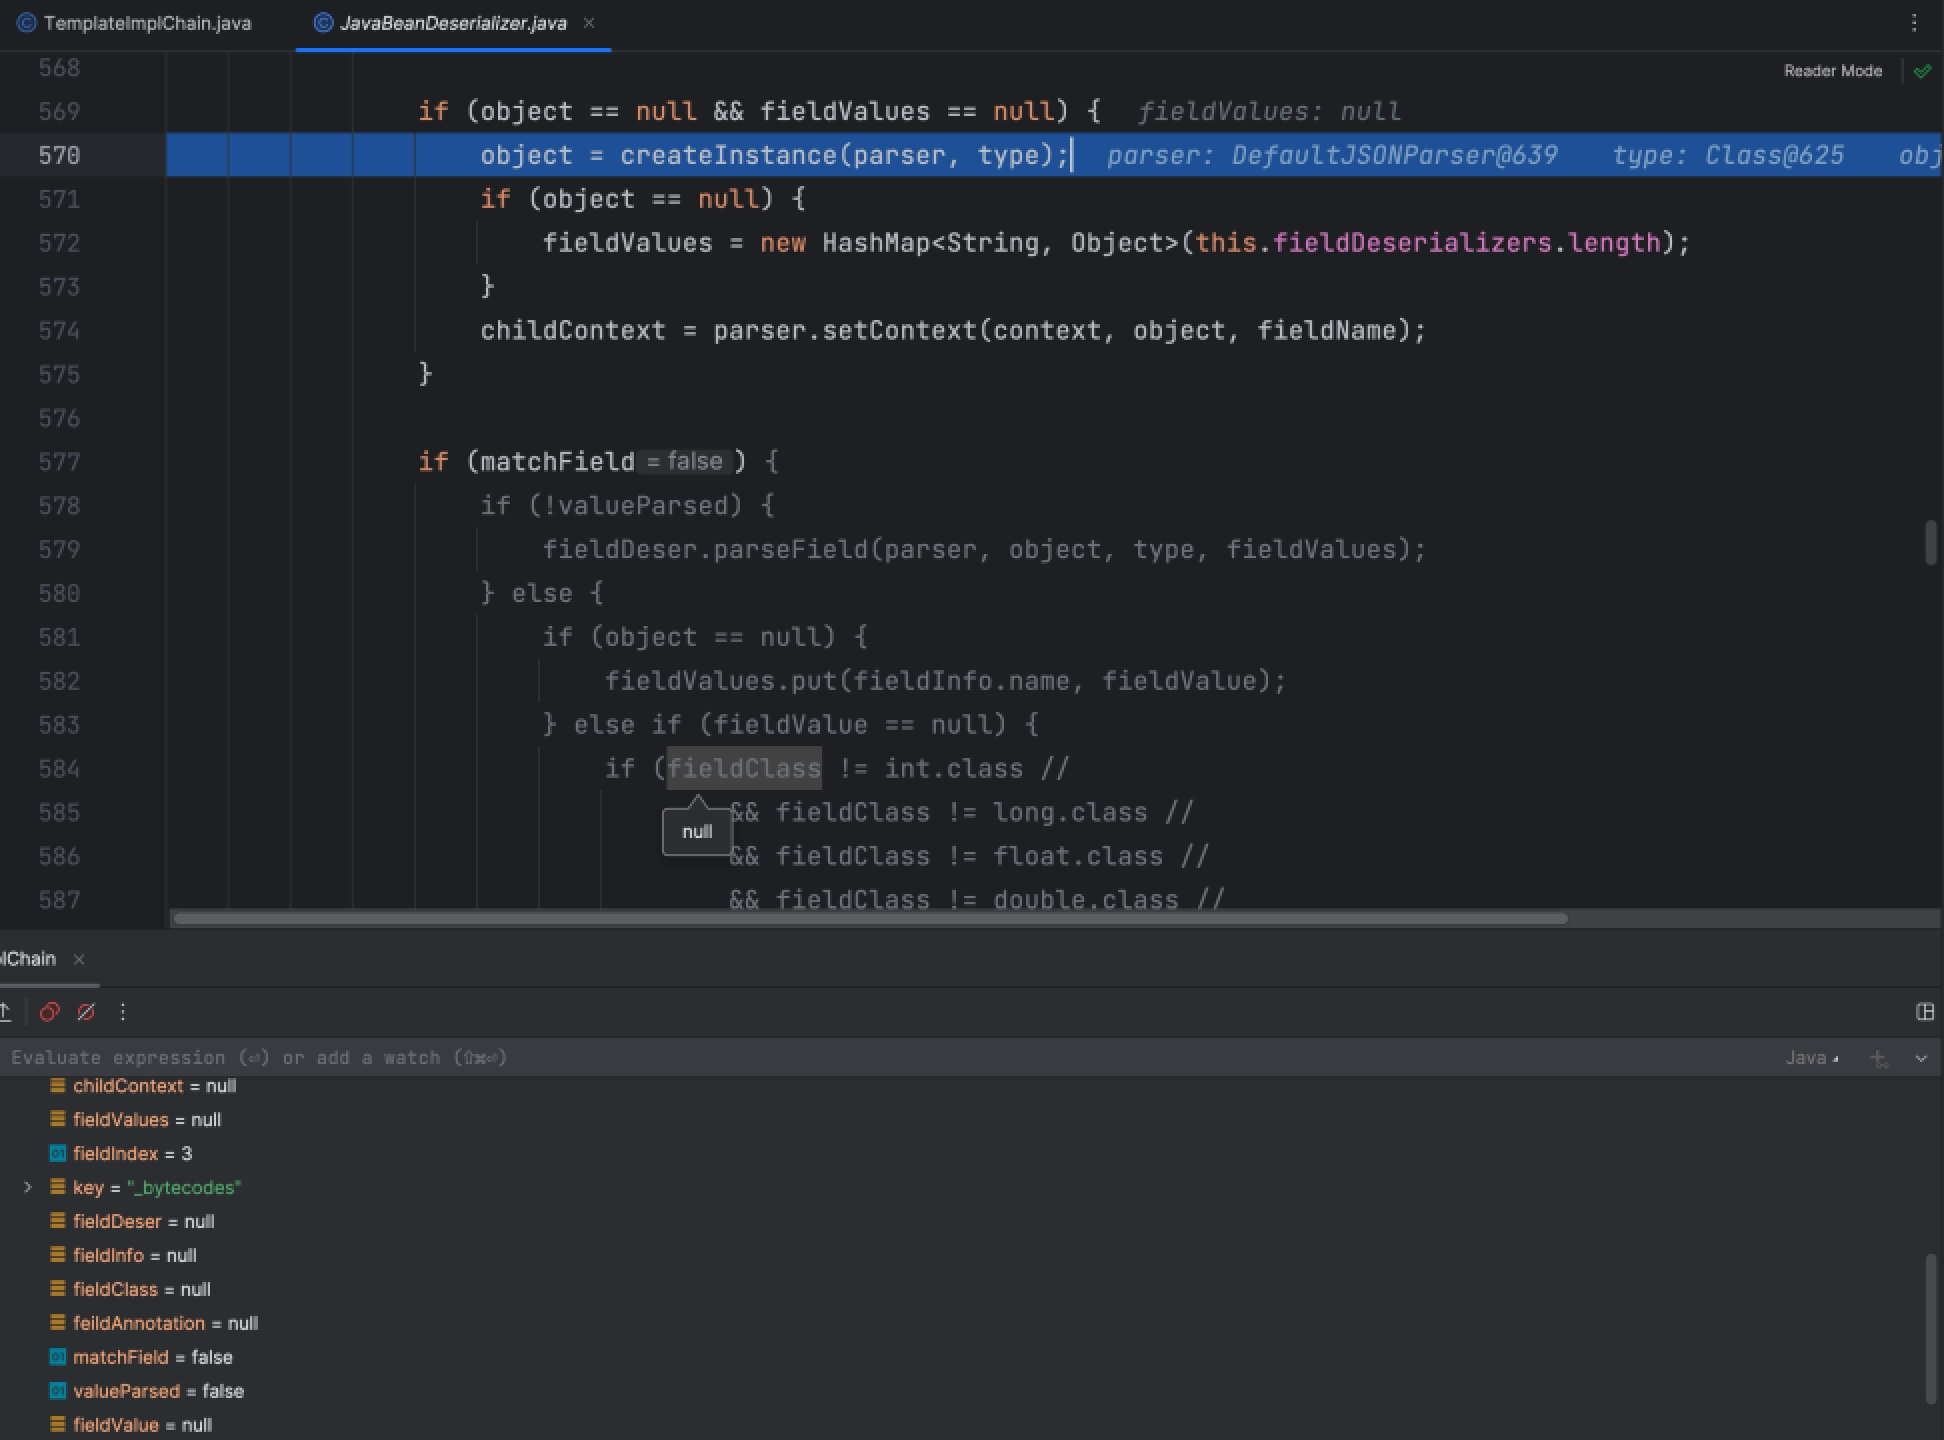 TemplateImplChain.java JavaBeanDeserializer.java
568 Reader Mode
569 if (object == null && fieldValues == null) { fieldValues: null
570 object = createInstance(parser, type); parser: DefaultJSONParser@639 type: Class@625 obj
571 if (object == null) {
572 fieldValues = new HashMap<String, Object>(this.fieldDeserializers.length);
573 }
574 childContext = parser.setContext(context, object, fieldName);
575 }
576
577 if (matchField = false ) {
578 if (!valueParsed) {
579 fieldDeser.parseField(parser, object, type, fieldValues);
580 } else {
581 if (object == null) {
582 fieldValues.put(fieldInfo.name, fieldValue);
583 } else if (fieldValue == null) {
584 if (fieldClass != int.class //
585 && fieldClass != long.class //
null
586 && fieldClass != float.class //
587 && fieldClass != double.class //
lChain
Evaluate expression (⏎) or add a watch (⇧⌘⏎) Java
childContext = null
fieldValues = null
fieldIndex = 3
key = "_bytecodes"
fieldDeser = null
fieldInfo = null
fieldClass = null
feildAnnotation = null
matchField = false
valueParsed = false
fieldValue = null